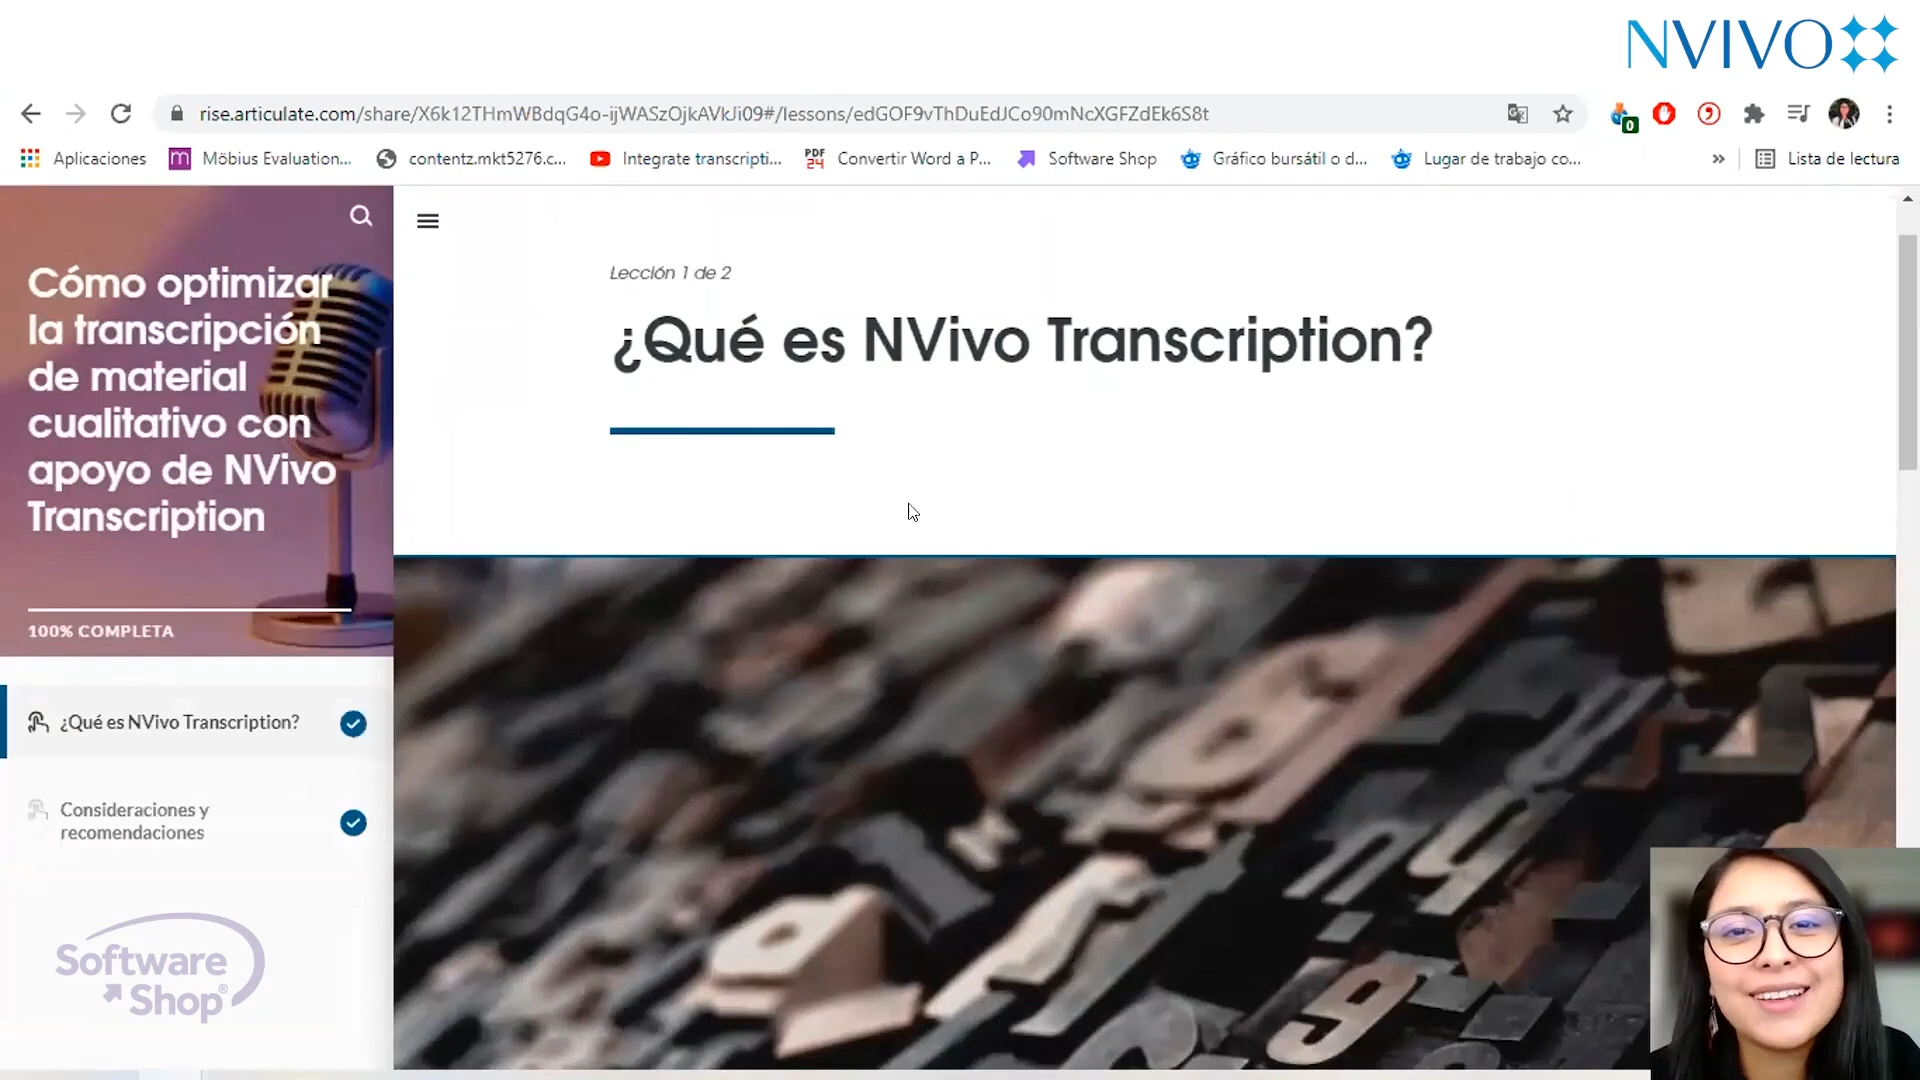 NVIVO
rise.articulate.com/share/X6k12THmWBdqG4o-ijWASzOjkAVkJi09#/lessons/edGOF9vThDuEdJCo90mNcXGFZdEk6S8t
0
Aplicaciones
m
Möbius Evaluation...
contentz.mkt5276.c...
Integrate transcripti...
PDF
24
Convertir Word a P...
Software Shop
Gráfico bursátil o d...
Lugar de trabajo co...
»
Lista de lectura
Cómo optimizar
la transcripción
de material
cualitativo con
apoyo de NVivo
Transcription
100% COMPLETA
¿Qué es NVivo Transcription?
Consideraciones y
recomendaciones
Software
Shop®
Lección 1 de 2
¿Qué es NVivo Transcription?